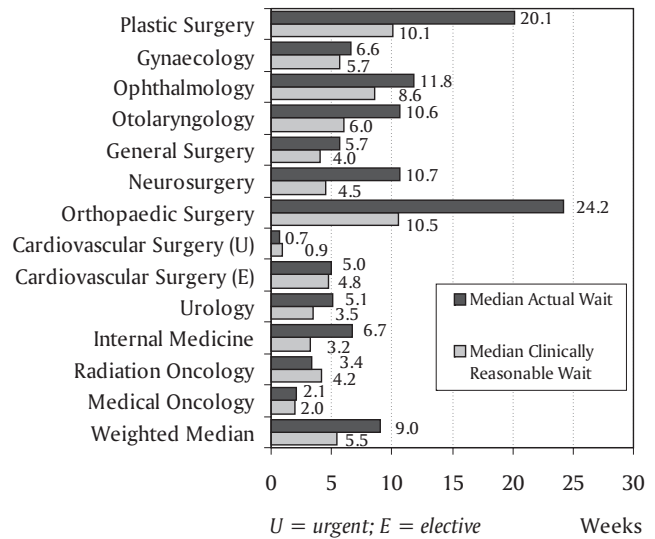 Plastic Surgery
20.1
10.1
Gynaecology
6.6
5.7
Ophthalmology
11.8
8.6
Otolaryngology
10.6
6.0
General Surgery
5.7
4.0
Neurosurgery
10.7
4.5
Orthopaedic Surgery
24.2
10.5
Cardiovascular Surgery (U)
0.7
0.9
Cardiovascular Surgery (E)
5.0
4.8
Urology
5.1
3.5
Internal Medicine
6.7
3.2
Radiation Oncology
3.4
4.2
Medical Oncology
2.1
2.0
Weighted Median
9.0
5.5
Median Actual Wait
Median Clinically
Reasonable Wait
0 5 10 15 20 25 30
U = urgent; E = elective Weeks